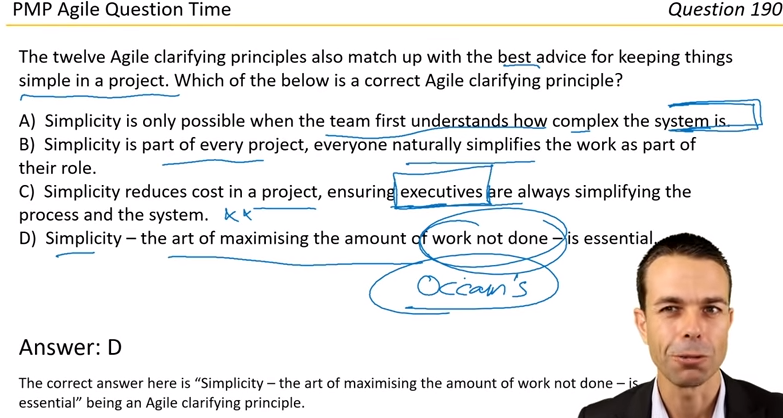 PMP Agile Question Time
Question 190
The twelve Agile clarifying principles also match up with the best advice for keeping things
simple in a project. Which of the below is a correct Agile clarifying principle?
A) Simplicity is only possible when the team first understands how complex the system is.
B) Simplicity is part of every project, everyone naturally simplifies the work as part of
their role.
C) Simplicity reduces cost in a project, ensuring executives are always simplifying the
process and the system. xx
D) Simplicity – the art of maximising the amount of work not done – is essential.
Occam's
Answer: D
The correct answer here is “Simplicity – the art of maximising the amount of work not done – is
essential” being an Agile clarifying principle.